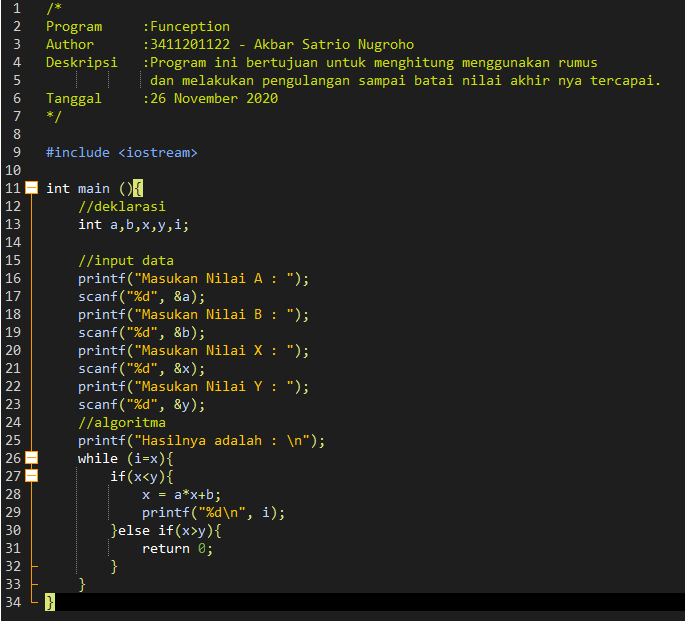 1 /*
2 Program     :Funception
3 Author      :3411201122 - Akbar Satrio Nugroho
4 Deskripsi   :Program ini bertujuan untuk menghitung menggunakan rumus
5              dan melakukan pengulangan sampai batai nilai akhir nya tercapai.
6 Tanggal     :26 November 2020
7 */
8
9 #include <iostream>
10
11 int main (){
12     //deklarasi
13     int a,b,x,y,i;
14
15     //input data
16     printf("Masukan Nilai A : ");
17     scanf("%d", &a);
18     printf("Masukan Nilai B : ");
19     scanf("%d", &b);
20     printf("Masukan Nilai X : ");
21     scanf("%d", &x);
22     printf("Masukan Nilai Y : ");
23     scanf("%d", &y);
24     //algoritma
25     printf("Hasilnya adalah : \n");
26     while (i=x){
27         if(x<y){
28             x = a*x+b;
29             printf("%d\n", i);
30         }else if(x>y){
31             return 0;
32         }
33     }
34 }